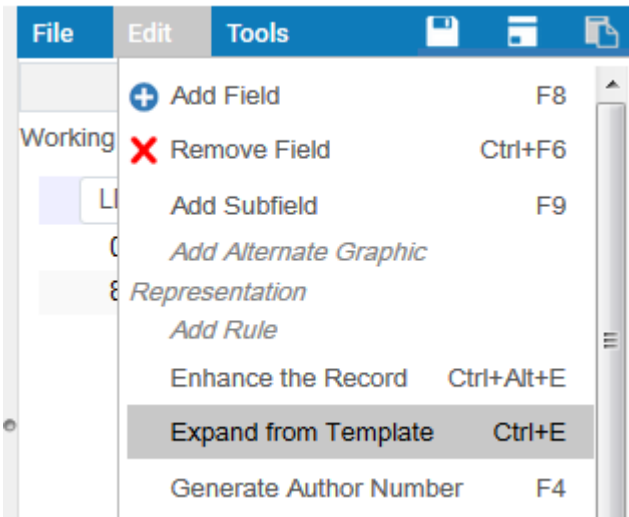 File Edit Tools
Add Field F8
Working
Remove Field Ctrl+F6
Add Subfield F9
Add Alternate Graphic
Representation
Add Rule
Enhance the Record Ctrl+Alt+E
Expand from Template Ctrl+E
Generate Author Number F4